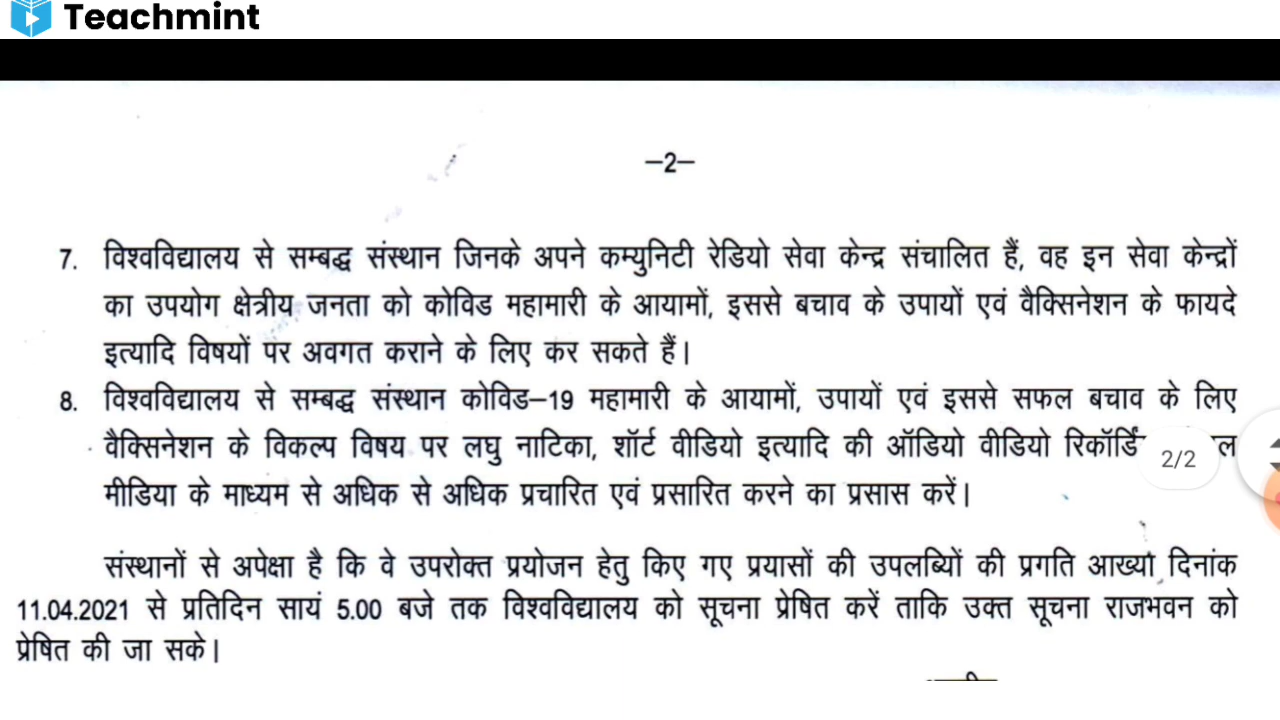 Teachmint
–2–
7. विश्वविद्यालय से सम्बद्ध संस्थान जिनके अपने कम्युनिटी रेडियो सेवा केन्द्र संचालित हैं, वह इन सेवा केन्द्रों
का उपयोग क्षेत्रीय जनता को कोविड महामारी के आयामों, इससे बचाव के उपायों एवं वैक्सिनेशन के फायदे
इत्यादि विषयों पर अवगत कराने के लिए कर सकते हैं।
8. विश्वविद्यालय से सम्बद्ध संस्थान कोविड–19 महामारी के आयामों, उपायों एवं इससे सफल बचाव के लिए
वैक्सिनेशन के विकल्प विषय पर लघु नाटिका, शॉर्ट वीडियो इत्यादि की ऑडियो वीडियो
2/2
मीडिया के माध्यम से अधिक से अधिक प्रचारित एवं प्रसारित करने का प्रसास करें।
संस्थानों से अपेक्षा है कि वे उपरोक्त प्रयोजन हेतु किए गए प्रयासों की उपलब्यिों की प्रगति आख्या दिनांक
11.04.2021 से प्रतिदिन सायं 5.00 बजे तक विश्वविद्यालय को सूचना प्रेषित करें ताकि उक्त सूचना राजभवन को
प्रेषित की जा सके।